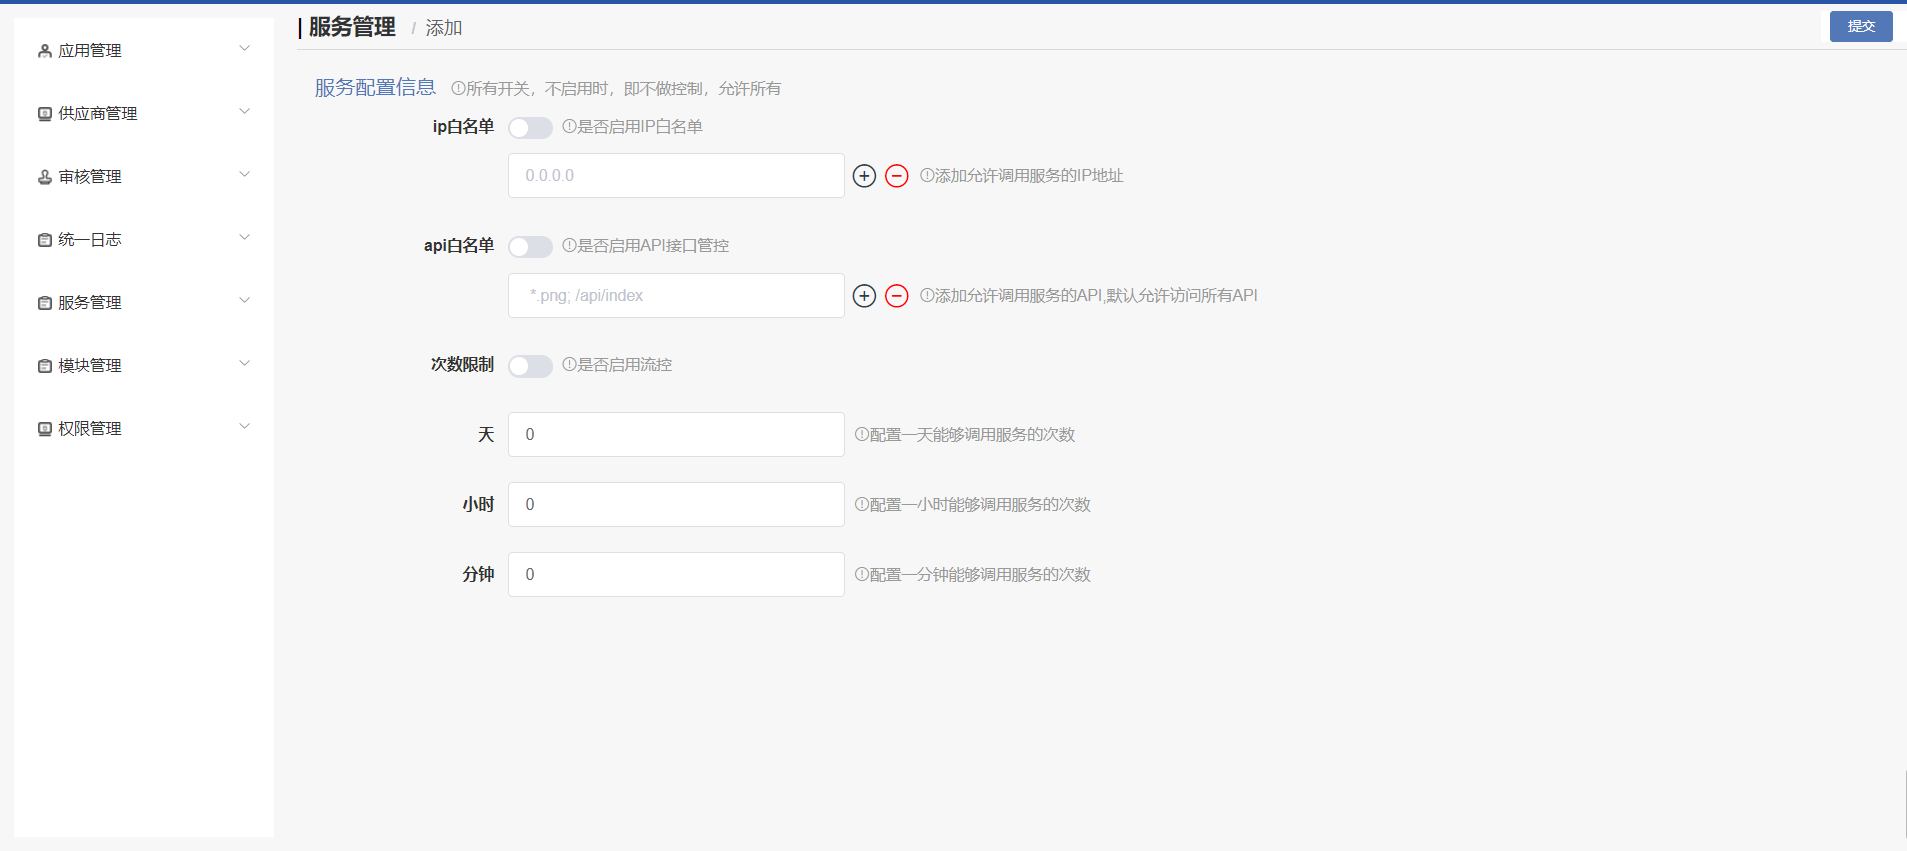 服务管理 / 添加
提交
应用管理
供应商管理
审核管理
统一日志
服务管理
模块管理
权限管理
服务配置信息 所有开关，不启用时，即不做控制，允许所有
ip白名单 是否启用IP白名单
0.0.0.0 添加允许调用服务的IP地址
api白名单 是否启用API接口管控
*.png; /api/index 添加允许调用服务的API,默认允许访问所有API
次数限制 是否启用流控
天 0 配置一天能够调用服务的次数
小时 0 配置一小时能够调用服务的次数
分钟 0 配置一分钟能够调用服务的次数